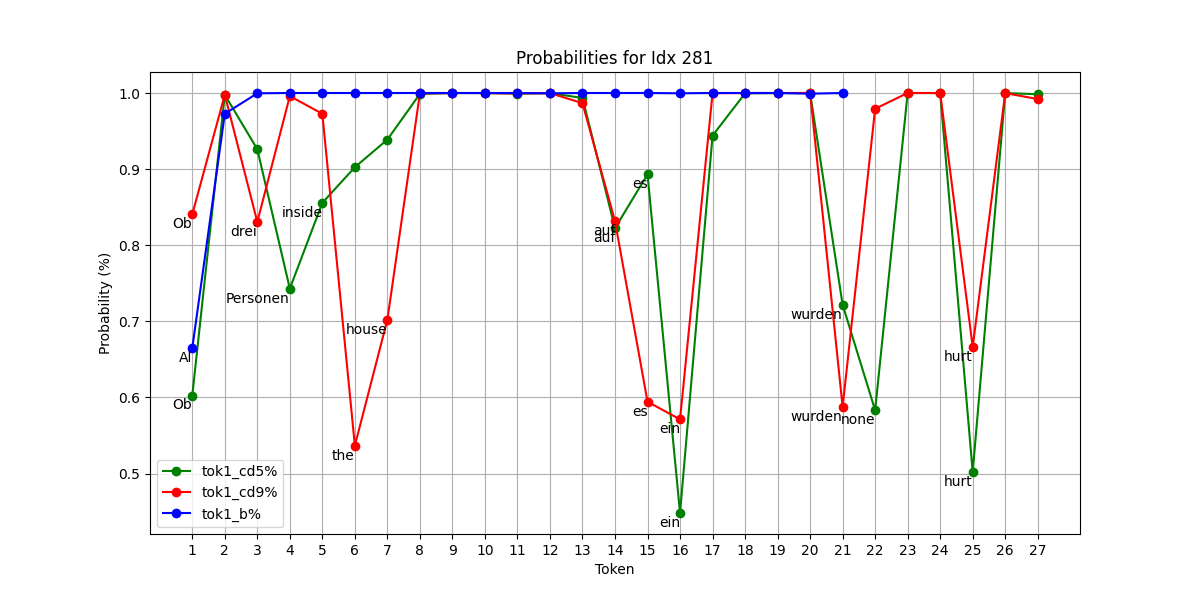 Probabilities for Idx 281
Probability (%)
1.0
0.9
0.8
0.7
0.6
0.5
Ob
Al
Ob
drei
Personen
inside
the
house
auf
auf
es
es
ein
ein
wurden
wurden
none
hurt
hurt
tok1_cd5%
tok1_cd9%
tok1_b%
1 2 3 4 5 6 7 8 9 10 11 12 13 14 15 16 17 18 19 20 21 22 23 24 25 26 27
Token